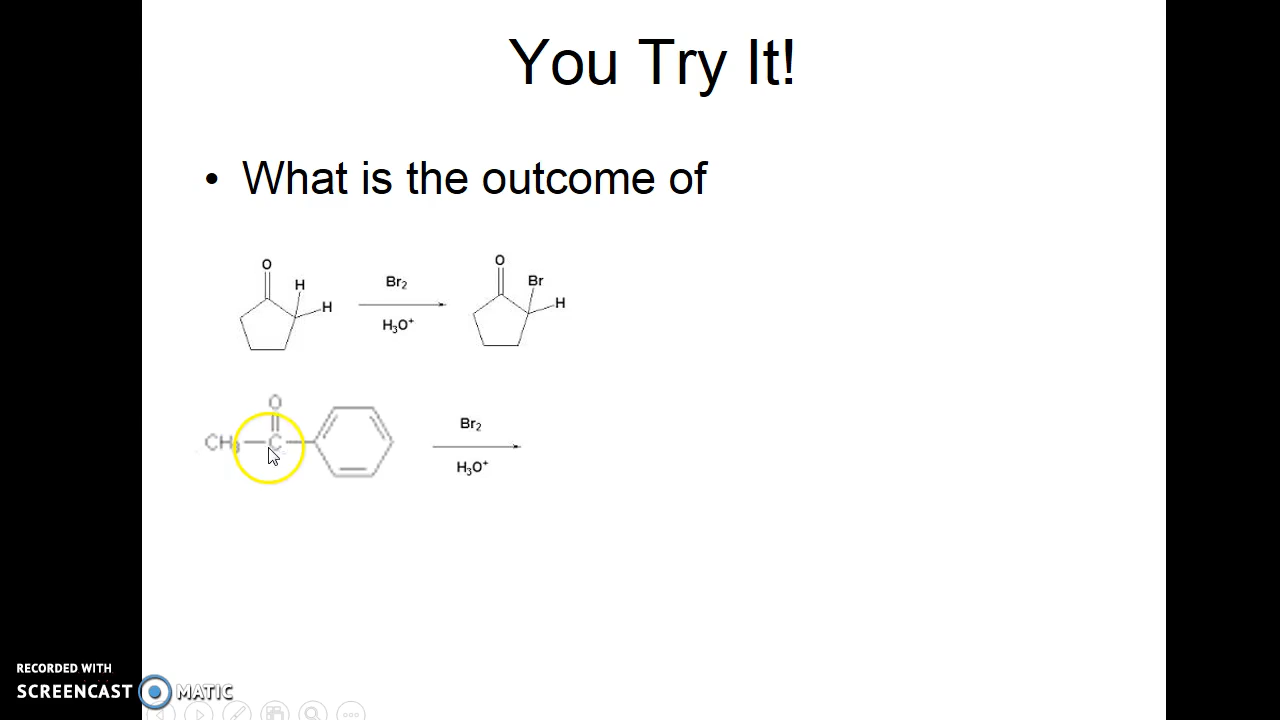 You Try It!
• What is the outcome of
O
H
H
Br₂
H₃O⁺
O
Br
H
O
CH₃
C
Br₂
H₃O⁺
RECORDED WITH
SCREENCAST MATIC